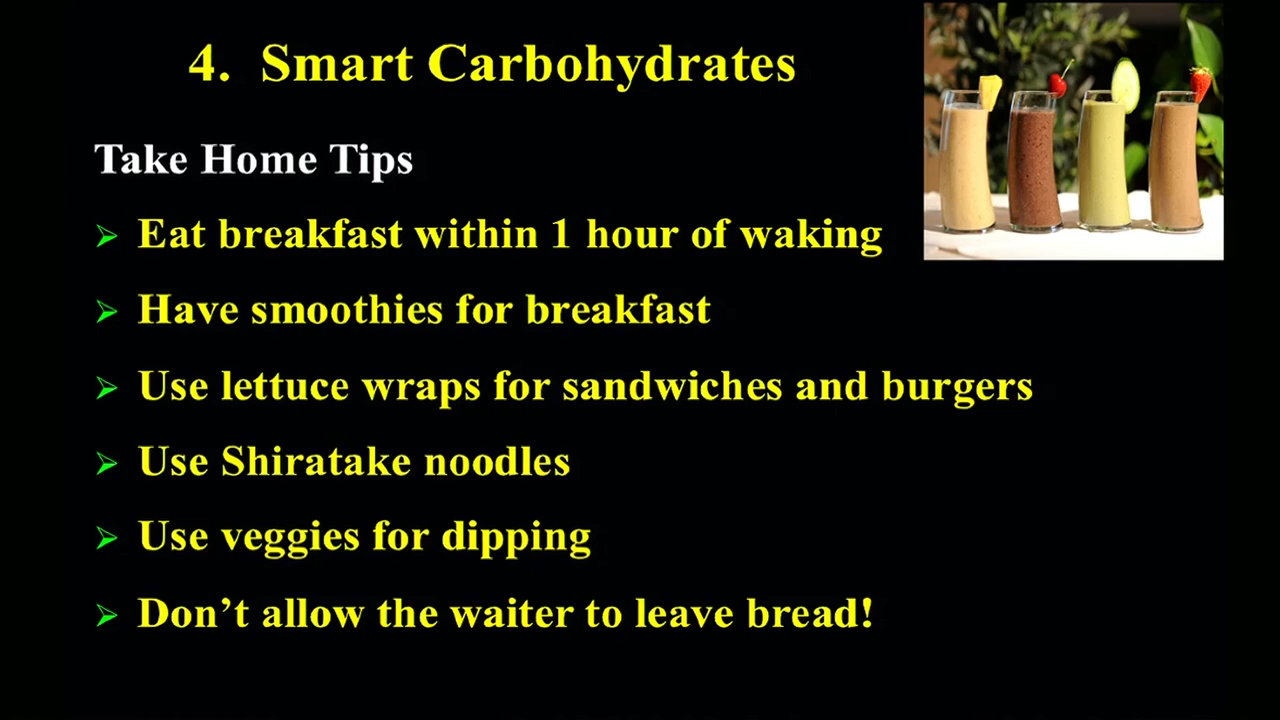 4. Smart Carbohydrates
Take Home Tips
Eat breakfast within 1 hour of waking
Have smoothies for breakfast
Use lettuce wraps for sandwiches and burgers
Use Shiratake noodles
Use veggies for dipping
Don’t allow the waiter to leave bread!